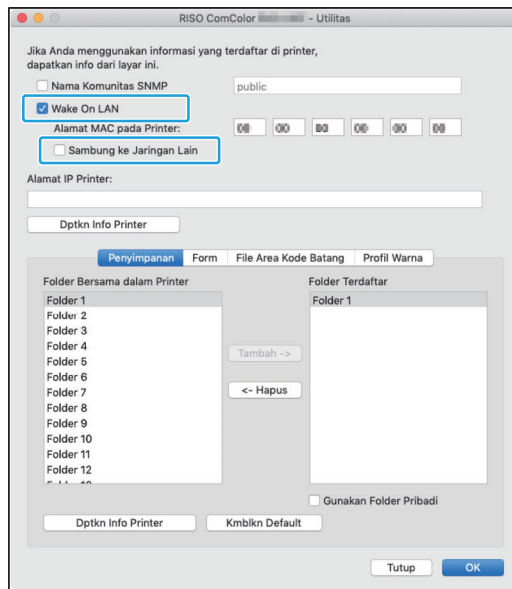 RISO ComColor - Utilitas
Jika Anda menggunakan informasi yang terdaftar di printer,
dapatkan info dari layar ini.
Nama Komunitas SNMP
public
Wake On LAN
Alamat MAC pada Printer:
Sambung ke Jaringan Lain
Alamat IP Printer:
Dptkn Info Printer
Penyimpanan Form File Area Kode Batang Profil Warna
Folder Bersama dalam Printer
Folder 1
Folder 2
Folder 3
Folder 4
Folder 5
Folder 6
Folder 7
Folder 8
Folder 9
Folder 10
Folder 11
Folder 12
Tambah ->
<- Hapus
Folder Terdaftar
Folder 1
Gunakan Folder Pribadi
Dptkn Info Printer Kmblkn Default
Tutup OK